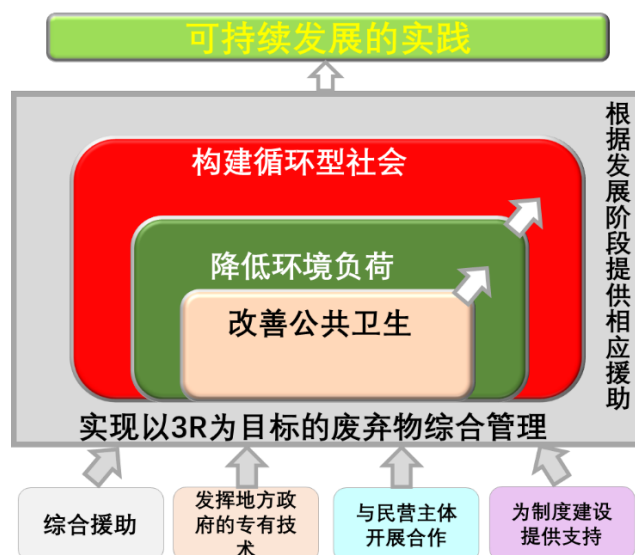 可持续发展的实践
根据发展阶段提供相应援助
构建循环型社会
降低环境负荷
改善公共卫生
实现以3R为目标的废弃物综合管理
综合援助
发挥地方政
府的专有技
术
与民营主体
开展合作
为制度建设
提供支持